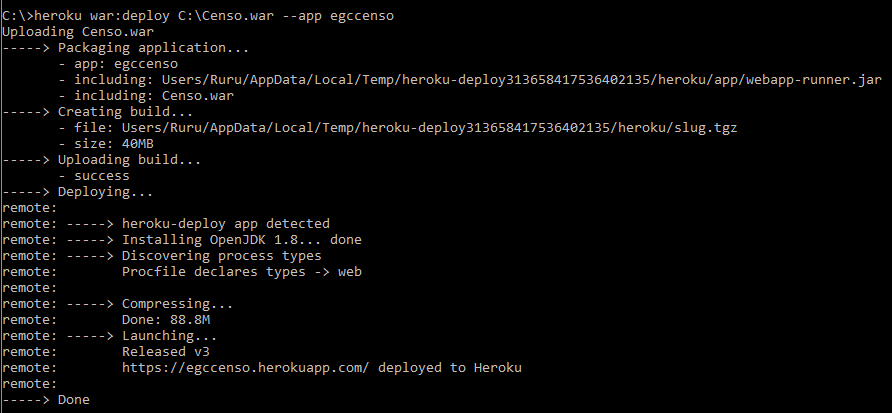 C:\>heroku war:deploy C:\Censo.war --app egccenso
Uploading Censo.war
-----> Packaging application...
       - app: egccenso
       - including: Users/Ruru/AppData/Local/Temp/heroku-deploy313658417536402135/heroku/app/webapp-runner.jar
       - including: Censo.war
-----> Creating build...
       - file: Users/Ruru/AppData/Local/Temp/heroku-deploy313658417536402135/heroku/slug.tgz
       - size: 40MB
-----> Uploading build...
       - success
-----> Deploying...
remote:
remote: -----> heroku-deploy app detected
remote: -----> Installing OpenJDK 1.8... done
remote: -----> Discovering process types
remote:        Procfile declares types -> web
remote:
remote: -----> Compressing...
remote:        Done: 88.8M
remote: -----> Launching...
remote:        Released v3
remote:        https://egccenso.herokuapp.com/ deployed to Heroku
remote:
-----> Done